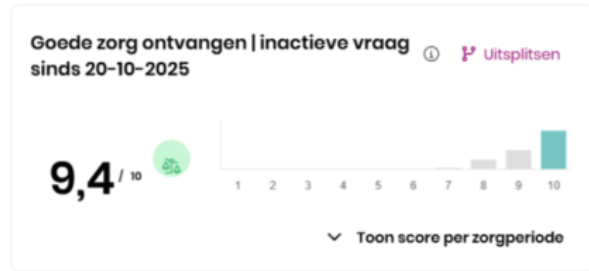 Goede zorg ontvangen | inactieve vraag
sinds 20-10-2025
Uitsplitsen
9,4 / 10
1 2 3 4 5 6 7 8 9 10
Toon score per zorgperiode